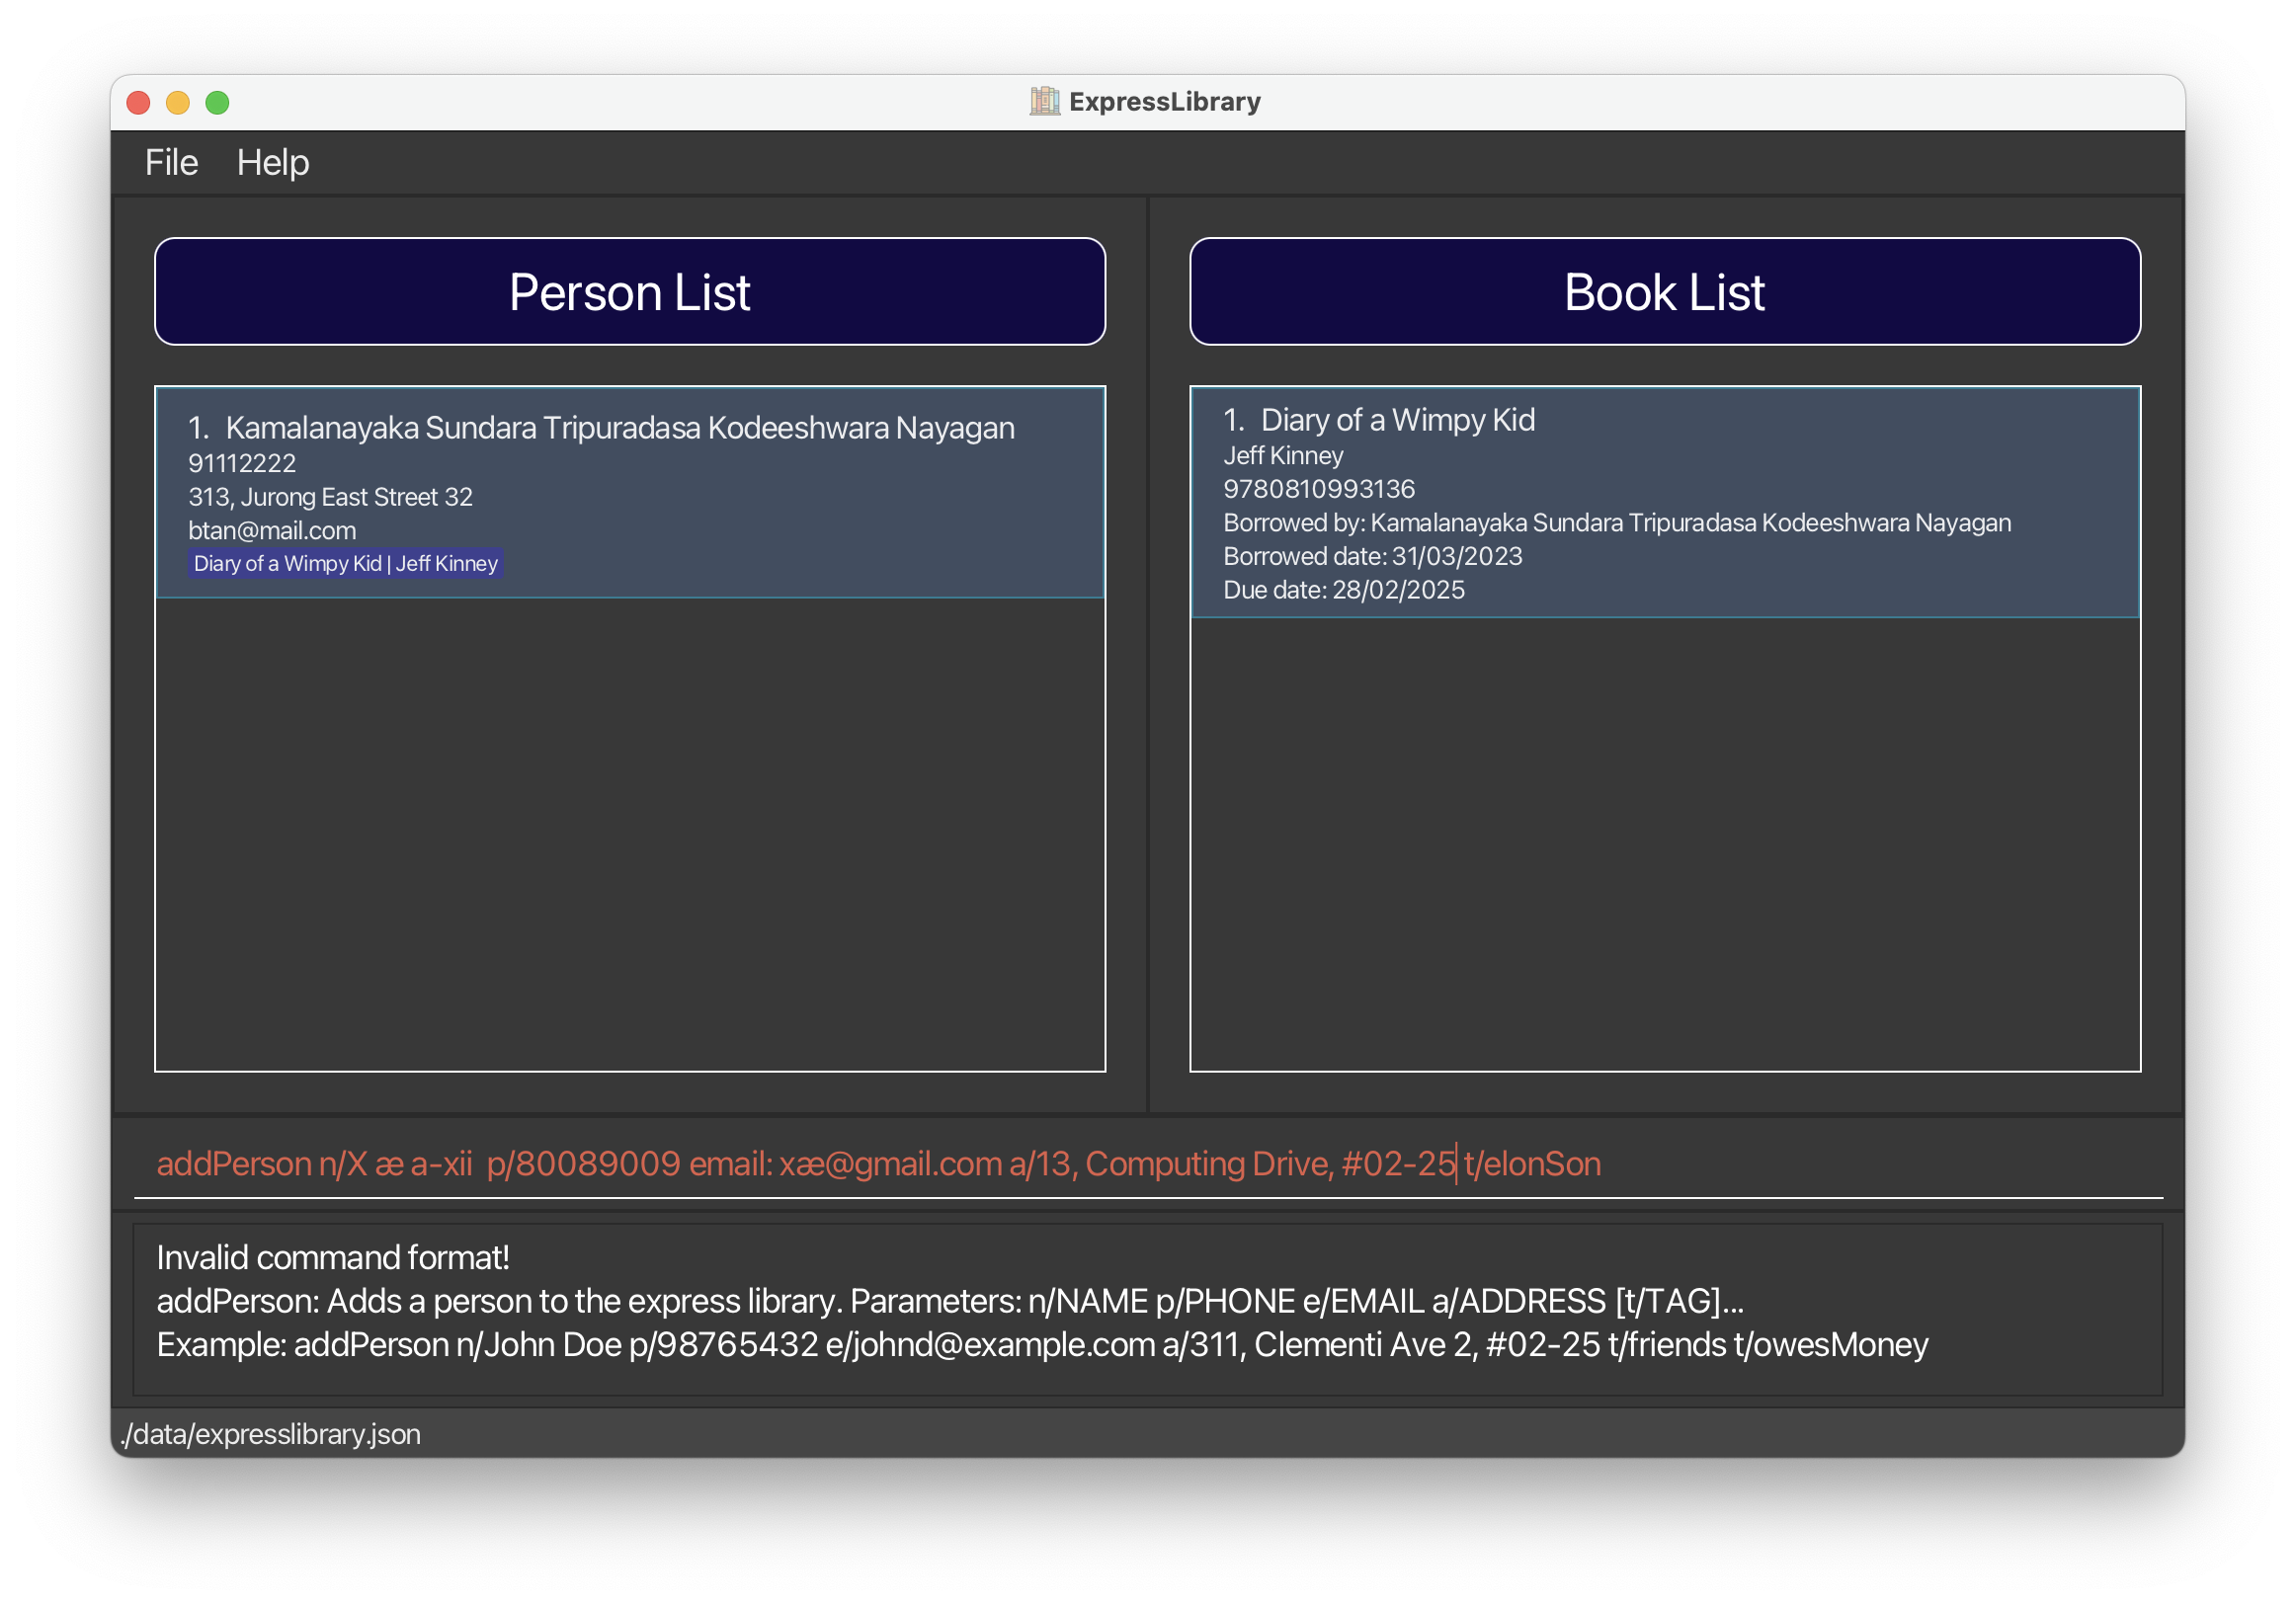 ExpressLibrary
File Help
Person List
1. Kamalanayaka Sundara Tripuradasa Kodeeshwara Nayagan
91112222
313, Jurong East Street 32
btan@mail.com
Diary of a Wimpy Kid | Jeff Kinney
Book List
1. Diary of a Wimpy Kid
Jeff Kinney
9780810993136
Borrowed by: Kamalanayaka Sundara Tripuradasa Kodeeshwara Nayagan
Borrowed date: 31/03/2023
Due date: 28/02/2025
addPerson n/X æ a-xii  p/80089009 email: xæ@gmail.com a/13, Computing Drive, #02-25 t/elonSon
Invalid command format!
addPerson: Adds a person to the express library. Parameters: n/NAME p/PHONE e/EMAIL a/ADDRESS [t/TAG]...
Example: addPerson n/John Doe p/98765432 e/johnd@example.com a/311, Clementi Ave 2, #02-25 t/friends t/owesMoney
./data/expresslibrary.json